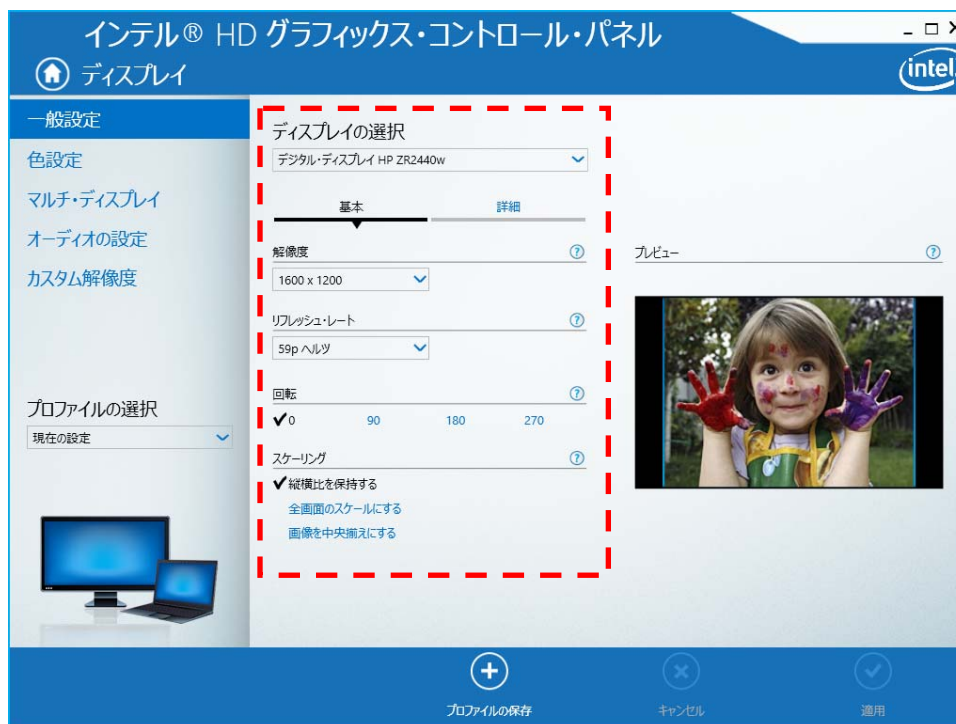 インテル® HD グラフィックス・コントロール・パネル
ディスプレイ
intel
一般設定
色設定
マルチ・ディスプレイ
オーディオの設定
カスタム解像度
プロファイルの選択
現在の設定
ディスプレイの選択
デジタル・ディスプレイ HP ZR2440w
基本 詳細
解像度 ?
1600 x 1200
リフレッシュ・レート ?
59p ヘルツ
回転 ?
✔0 90 180 270
スケーリング ?
✔縦横比を保持する
全画面のスケールにする
画像を中央揃えにする
プレビュー ?
プロファイルの保存 キャンセル 適用